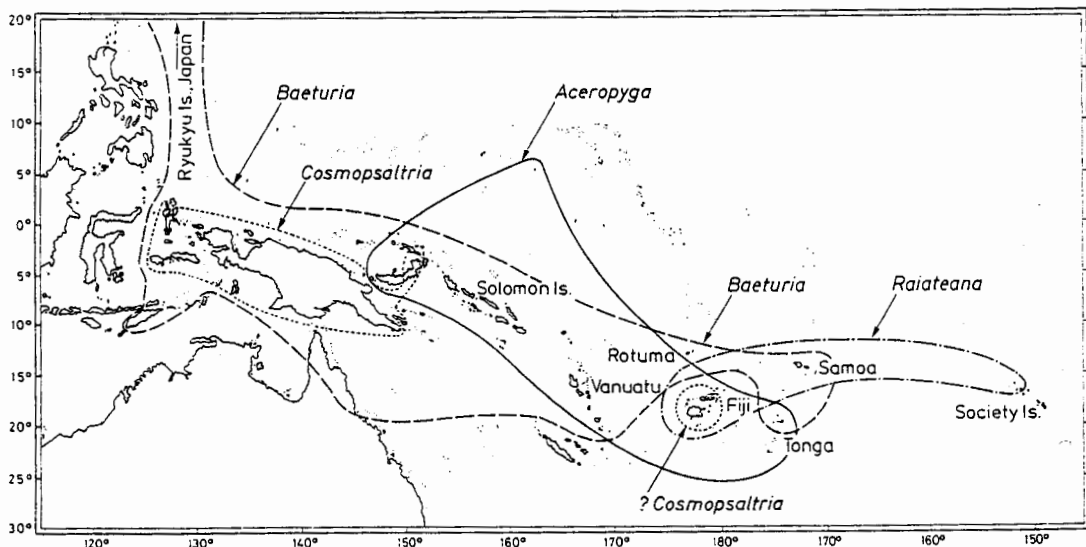 20°
15°
10°
5°
0°
5°
10°
15°
20°
25°
30°
Ryukyu Is., Japan
Baeturia
Cosmopsaltria
Aceropyga
Solomon Is.
Baeturia
Raiateana
Rotuma
Samoa
Vanuatu
Fiji
Society Is.
Tonga
? Cosmopsaltria
120° 130° 140° 150° 160° 170° 180° 170° 160° 150°